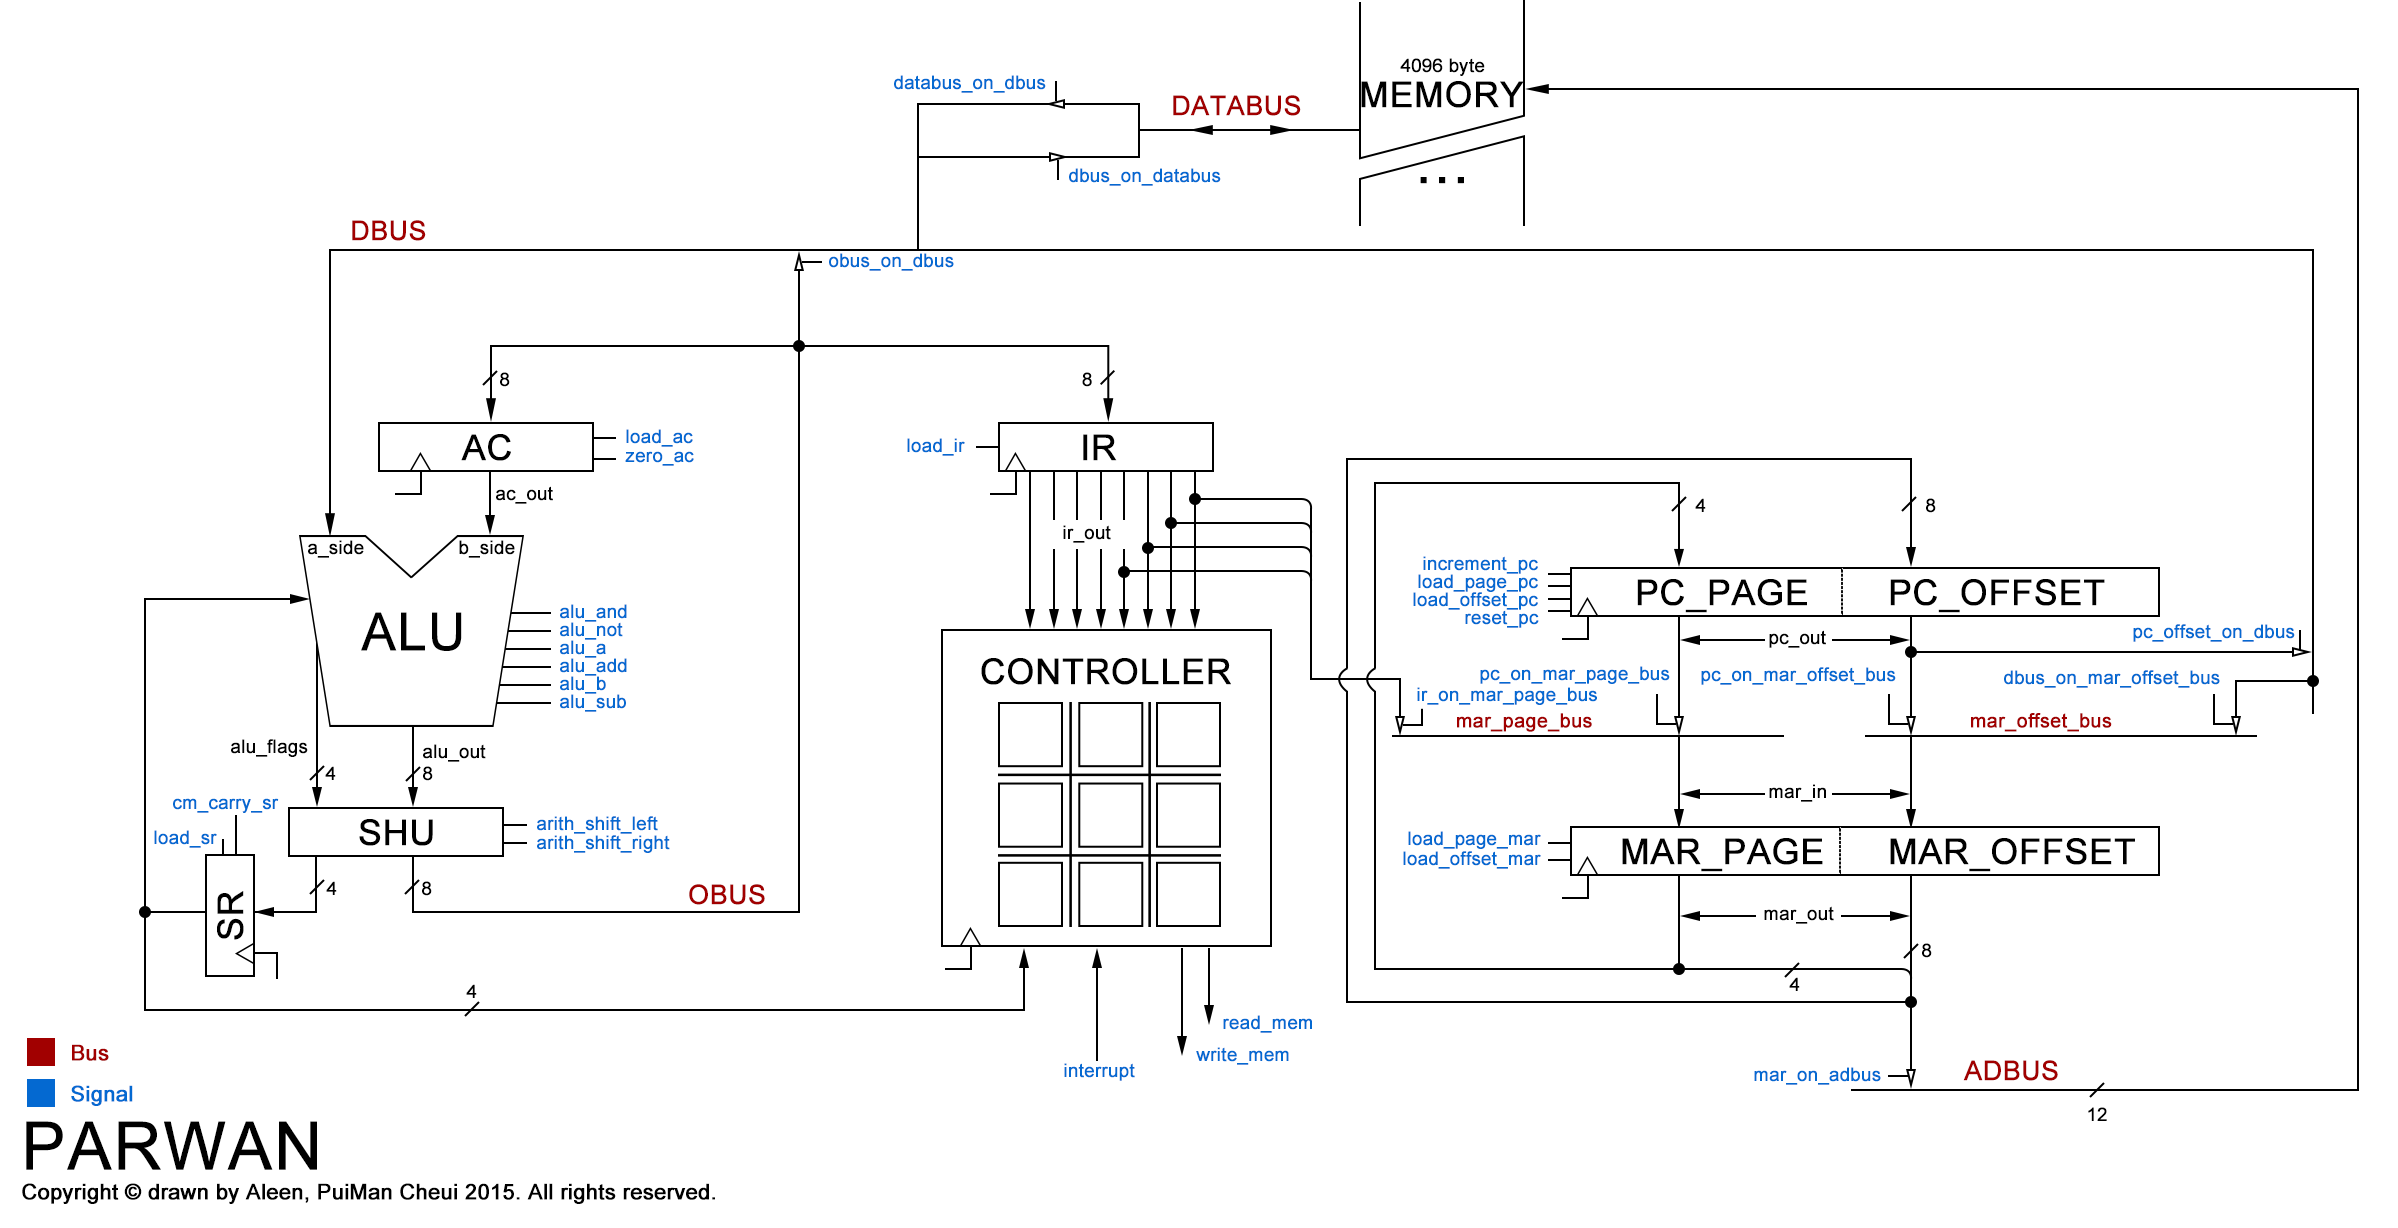 4096 byte
MEMORY
databus_on_dbus
DATABUS
dbus_on_databus
...
DBUS
obus_on_dbus
8
8
AC
load_ac
zero_ac
load_ir
IR
ac_out
ir_out
4
8
a_side
b_side
ALU
alu_and
alu_not
alu_a
alu_add
alu_b
alu_sub
increment_pc
load_page_pc
load_offset_pc
reset_pc
PC_PAGE
PC_OFFSET
pc_out
pc_offset_on_dbus
CONTROLLER
pc_on_mar_page_bus
ir_on_mar_page_bus
pc_on_mar_offset_bus
dbus_on_mar_offset_bus
mar_page_bus
mar_offset_bus
alu_flags
alu_out
4
8
mar_in
cm_carry_sr
load_sr
SHU
arith_shift_left
arith_shift_right
load_page_mar
load_offset_mar
MAR_PAGE
MAR_OFFSET
4
8
OBUS
SR
mar_out
8
4
4
read_mem
write_mem
interrupt
mar_on_adbus
ADBUS
12
Bus
Signal
PARWAN
Copyright © drawn by Aleen, PuiMan Cheui 2015. All rights reserved.